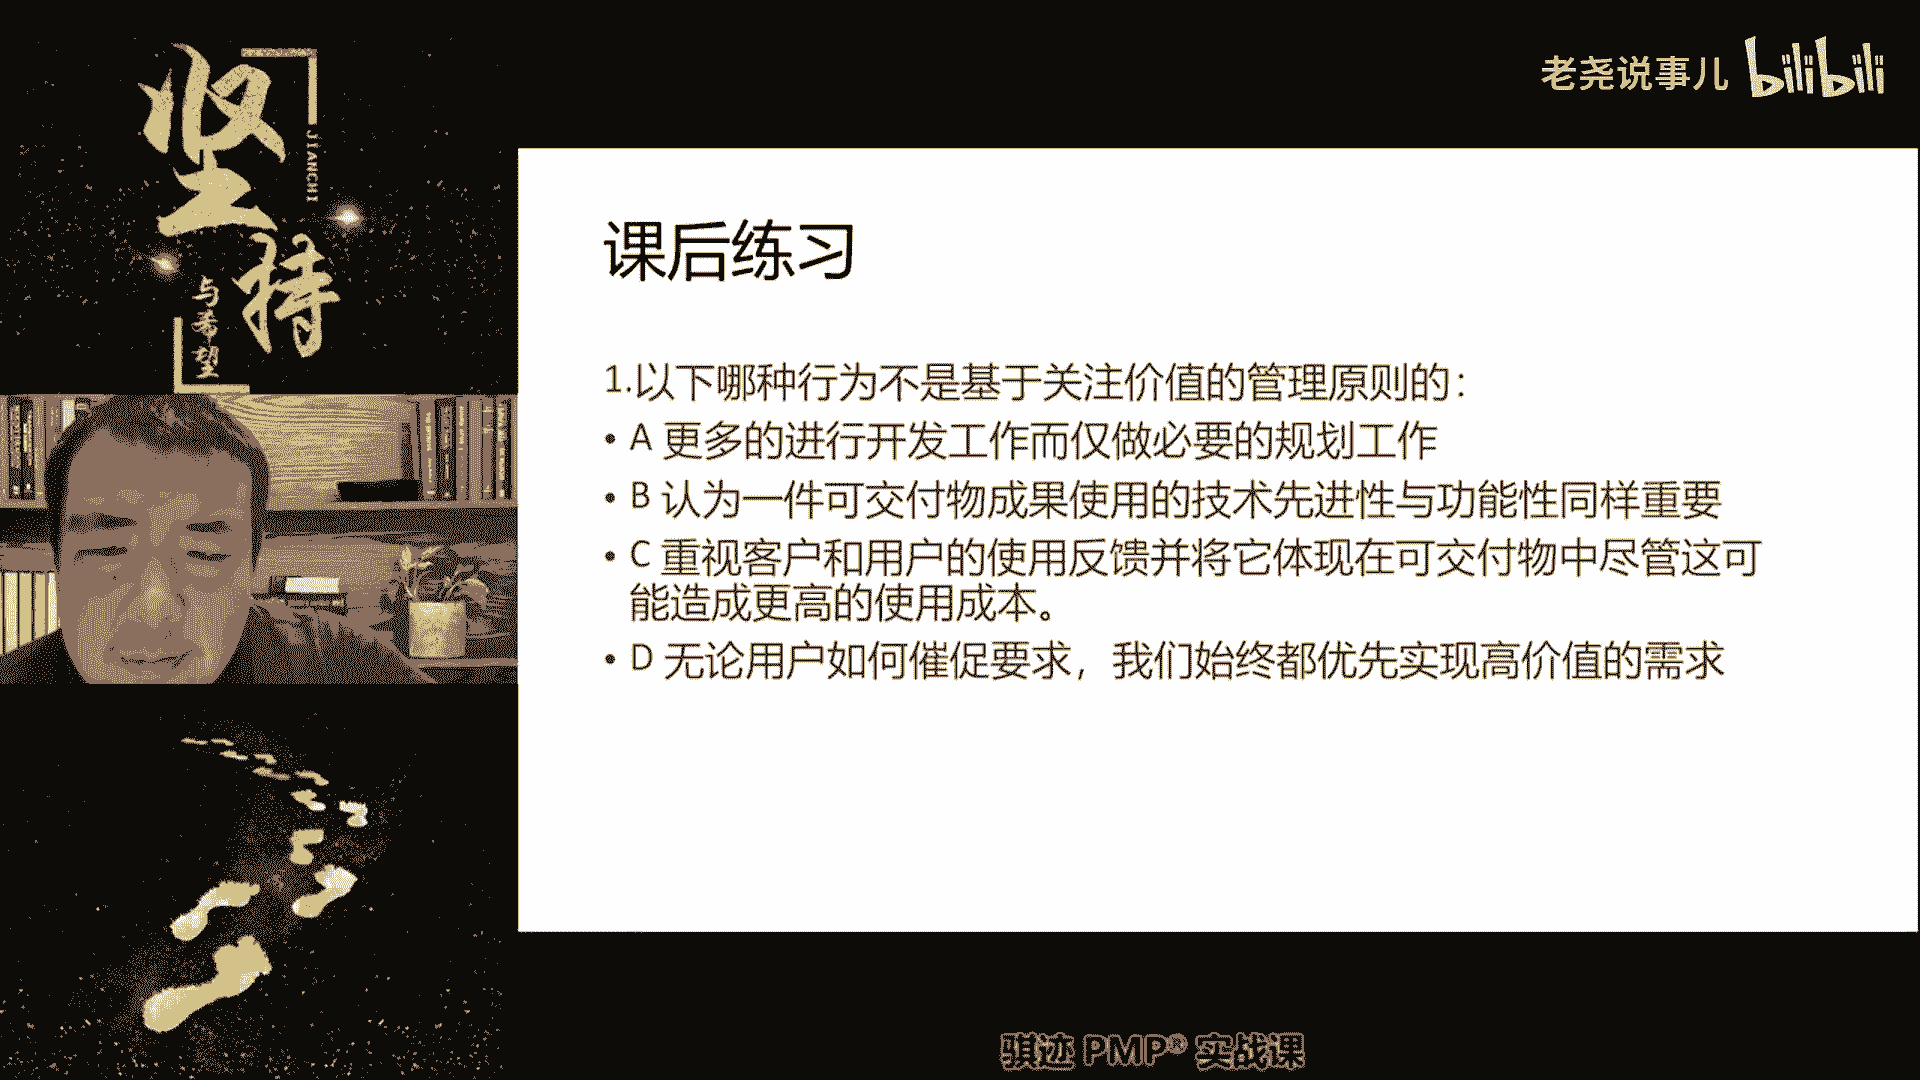 坚持
JIANCHI
与希望
老尧说事儿 bilibili
课后练习
1.以下哪种行为不是基于关注价值的管理原则的：
• A 更多的进行开发工作而仅做必要的规划工作
• B 认为一件可交付物成果使用的技术先进性与功能性同样重要
• C 重视客户和用户的使用反馈并将它体现在可交付物中尽管这可
能造成更高的使用成本。
• D 无论用户如何催促要求，我们始终都优先实现高价值的需求
骐迹 PMP® 实战课